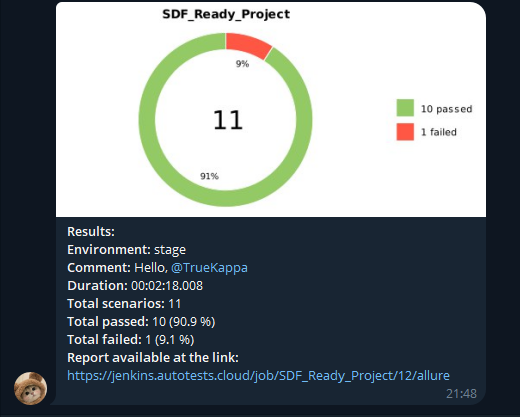 SDF_Ready_Project
9%
10 passed
11
1 failed
91%
Results:
Environment: stage
Comment: Hello, @TrueKappa
Duration: 00:02:18.008
Total scenarios: 11
Total passed: 10 (90.9 %)
Total failed: 1 (9.1 %)
Report available at the link:
https://jenkins.autotests.cloud/job/SDF_Ready_Project/12/allure
21:48